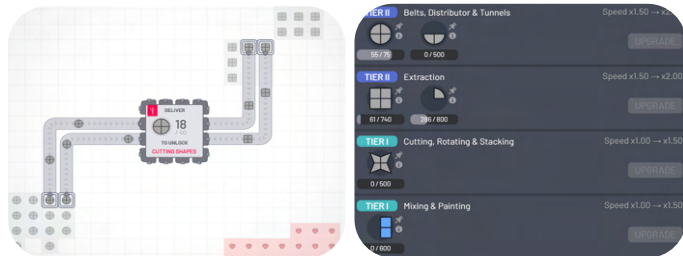 DELIVER
18
/ 40
TO UNLOCK
CUTTING SHAPES
TIER II Belts, Distributor & Tunnels Speed x1.50 → x2.
55 / 75 0 / 500 UPGRADE
TIER II Extraction Speed x1.50 → x2.00
61 / 740 286 / 800 UPGRADE
TIER I Cutting, Rotating & Stacking Speed x1.00 → x1.50
0 / 500 UPGRADE
TIER I Mixing & Painting Speed x1.00 → x1.50
0 / 600 UPGRADE